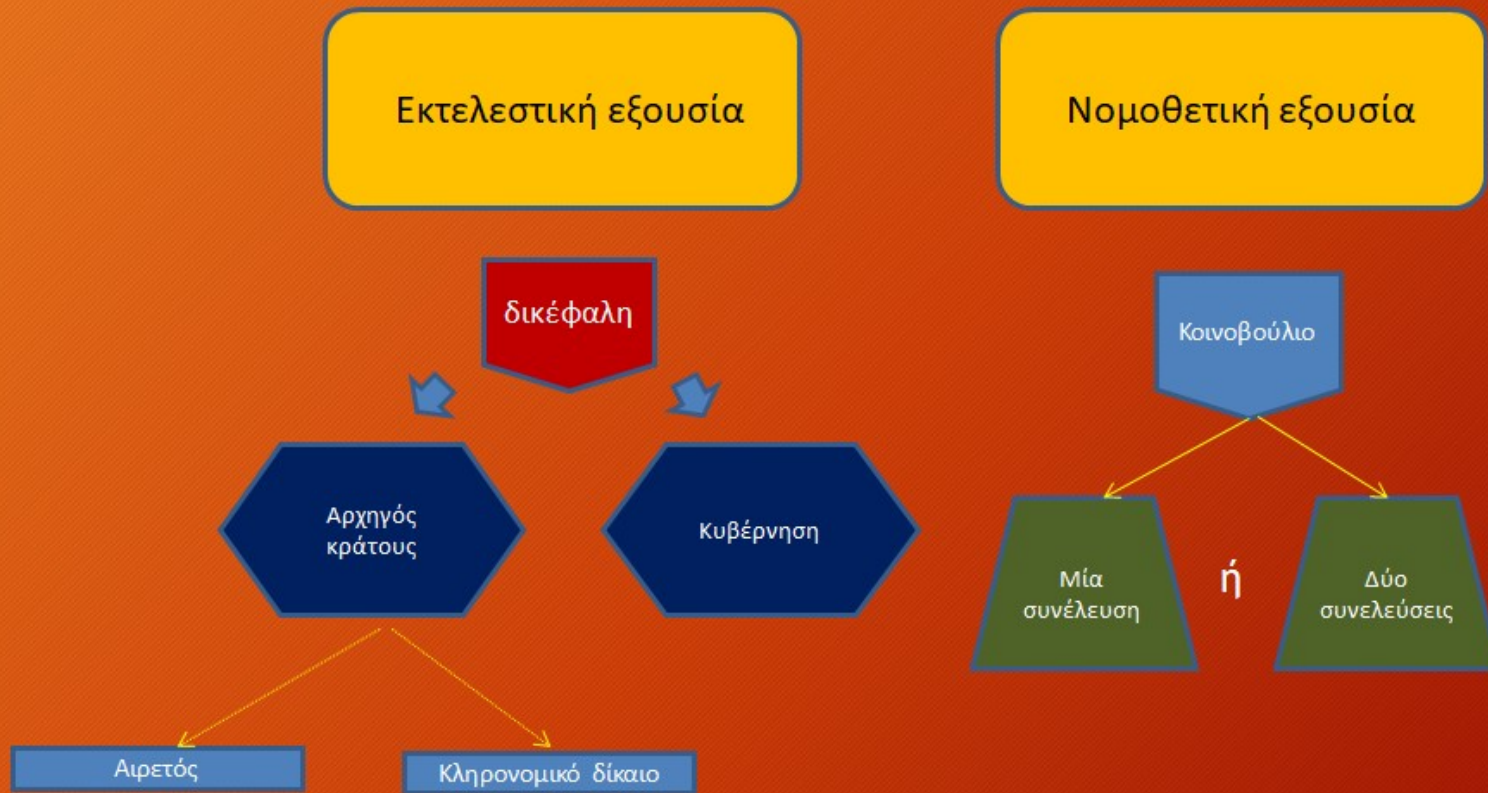 Εκτελεστική εξουσία
Νομοθετική εξουσία
δικέφαλη
Κοινοβούλιο
Αρχηγός
κράτους
Κυβέρνηση
Μία
συνέλευση
ή
Δύο
συνελεύσεις
Αιρετός
Κληρονομικό δίκαιο